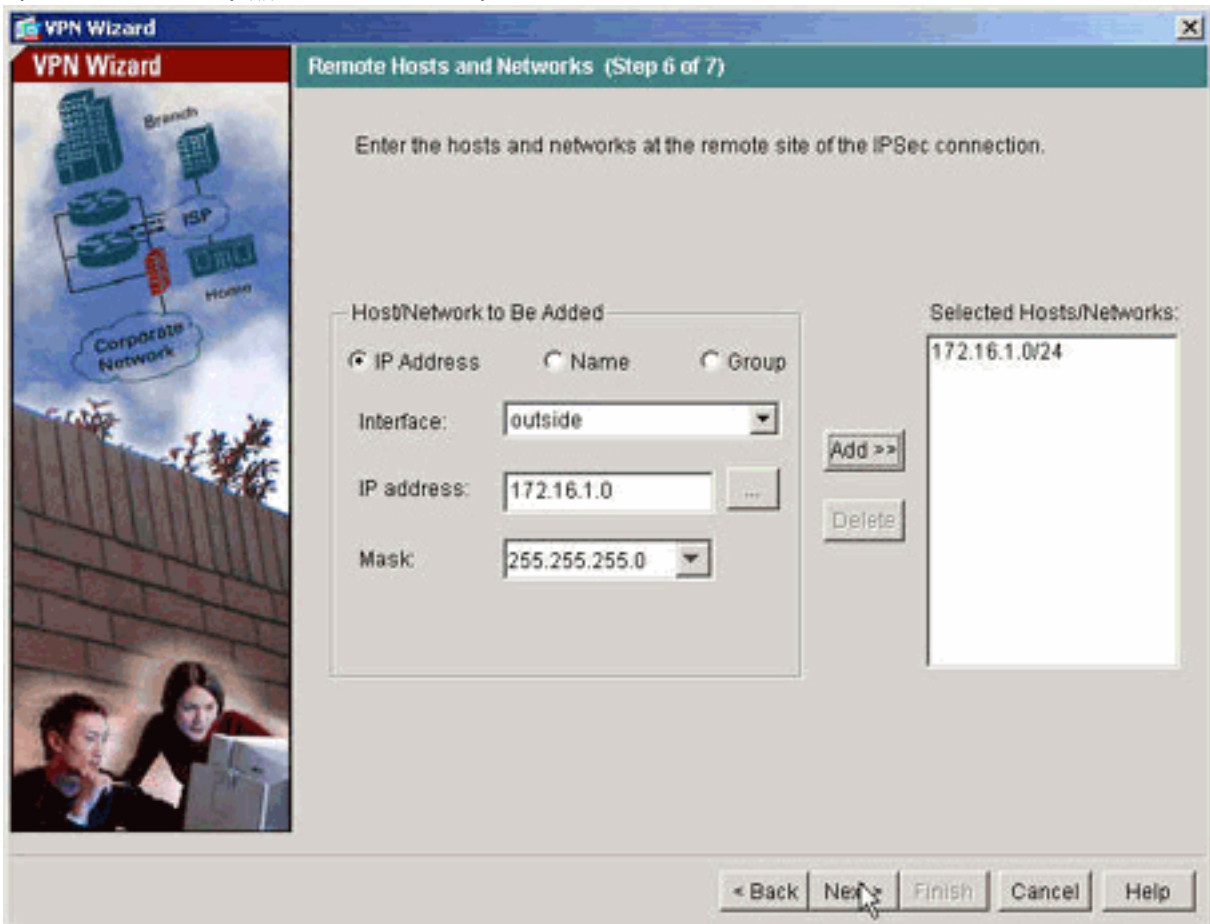 VPN Wizard
VPN Wizard
Remote Hosts and Networks (Step 6 of 7)
Branch
ISP
Home
Corporate
Network
Enter the hosts and networks at the remote site of the IPSec connection.
Host/Network to Be Added
IP Address Name Group
Interface: outside
IP address: 172.16.1.0 ...
Mask: 255.255.255.0
Add >>
Delete
Selected Hosts/Networks:
172.16.1.0/24
< Back Next > Finish Cancel Help